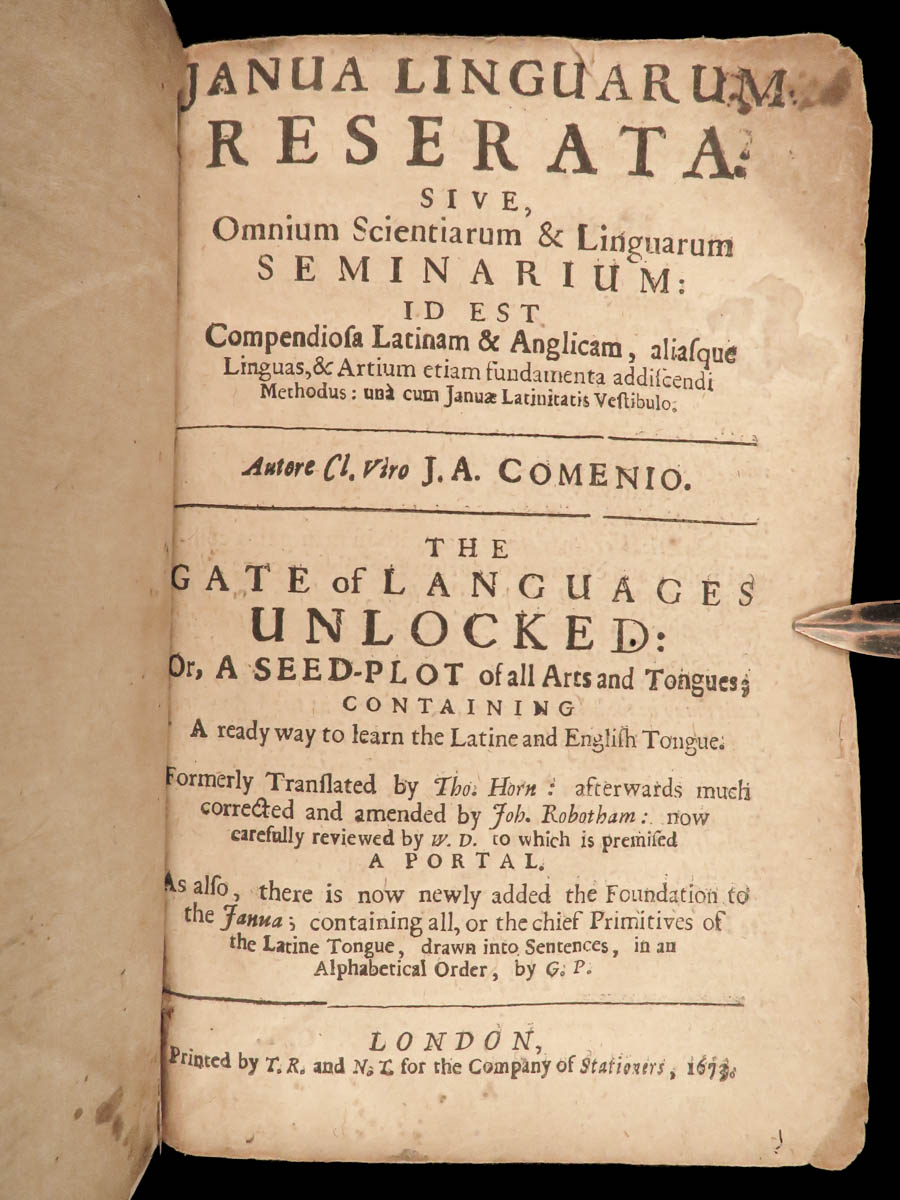 JANUA LINGUARUM
RESERATA:
SIVE,
Omnium Scientiarum & Linguarum
SEMINARIUM:
ID EST
Compendioſa Latinam & Anglicam, aliaſque
Linguas, & Artium etiam fundamenta addiſcendi
Methodus: unà cum Januæ Latinitatis Veſtibulo.
Autore Cl. Viro J. A. COMENIO.
THE
GATE of LANGUAGES
UNLOCKED:
Or, A SEED-PLOT of all Arts and Tongues;
CONTAINING
A ready way to learn the Latine and Engliſh Tongue.
Formerly Tranſlated by Tho. Horn: afterwards much
corrected and amended by Joh. Robotham: now
carefully reviewed by W. D. to which is premiſed
A PORTAL.
As alſo, there is now newly added the Foundation to
the Janua; containing all, or the chief Primitives of
the Latine Tongue, drawn into Sentences, in an
Alphabetical Order, by G. P.
LONDON,
Printed by T. R. and N. T. for the Company of Stationers, 1673.